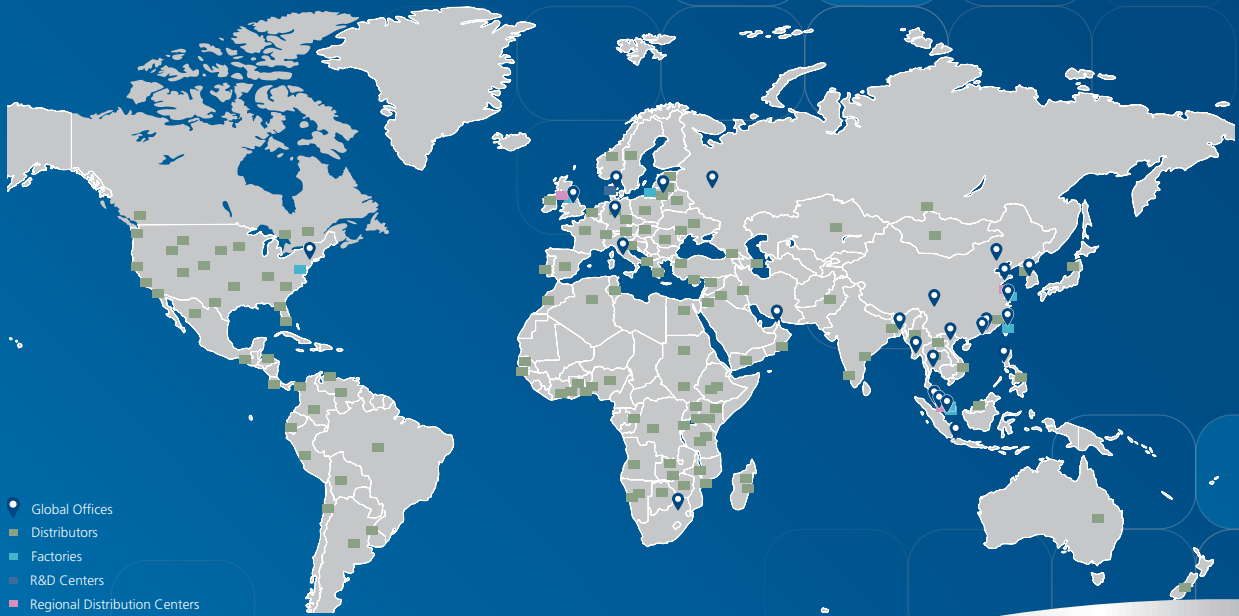 Global Offices
Distributors
Factories
R&D Centers
Regional Distribution Centers